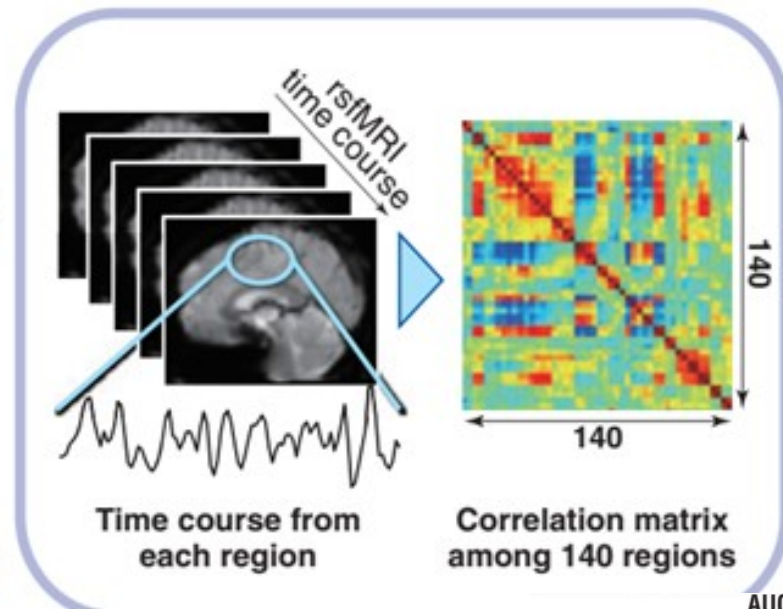 rsfMRI
time course
140
140
Time course from
each region
Correlation matrix
among 140 regions